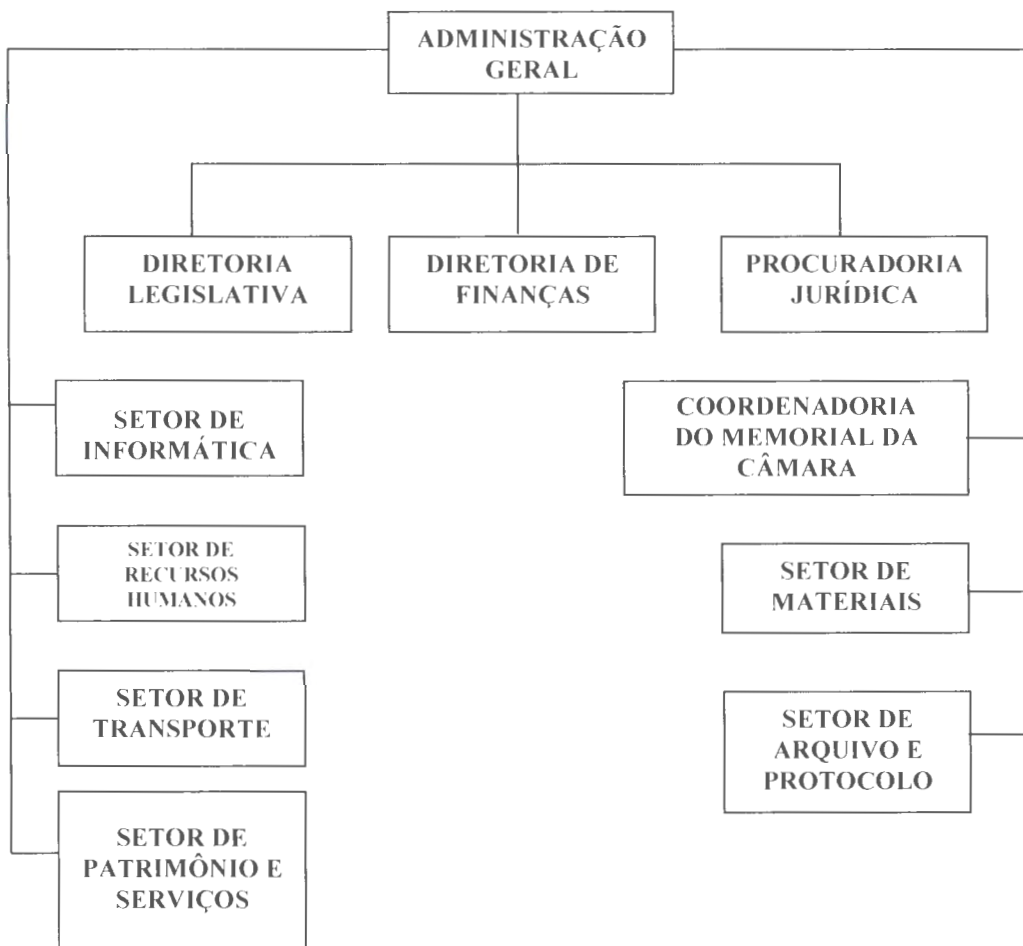 ADMINISTRAÇÃO
GERAL
DIRETORIA
LEGISLATIVA
DIRETORIA DE
FINANÇAS
PROCURADORIA
JURÍDICA
SETOR DE
INFORMÁTICA
COORDENADORIA
DO MEMORIAL DA
CÂMARA
SETOR DE
RECURSOS
HUMANOS
SETOR DE
MATERIAIS
SETOR DE
TRANSPORTE
SETOR DE
ARQUIVO E
PROTOCOLO
SETOR DE
PATRIMÔNIO E
SERVIÇOS